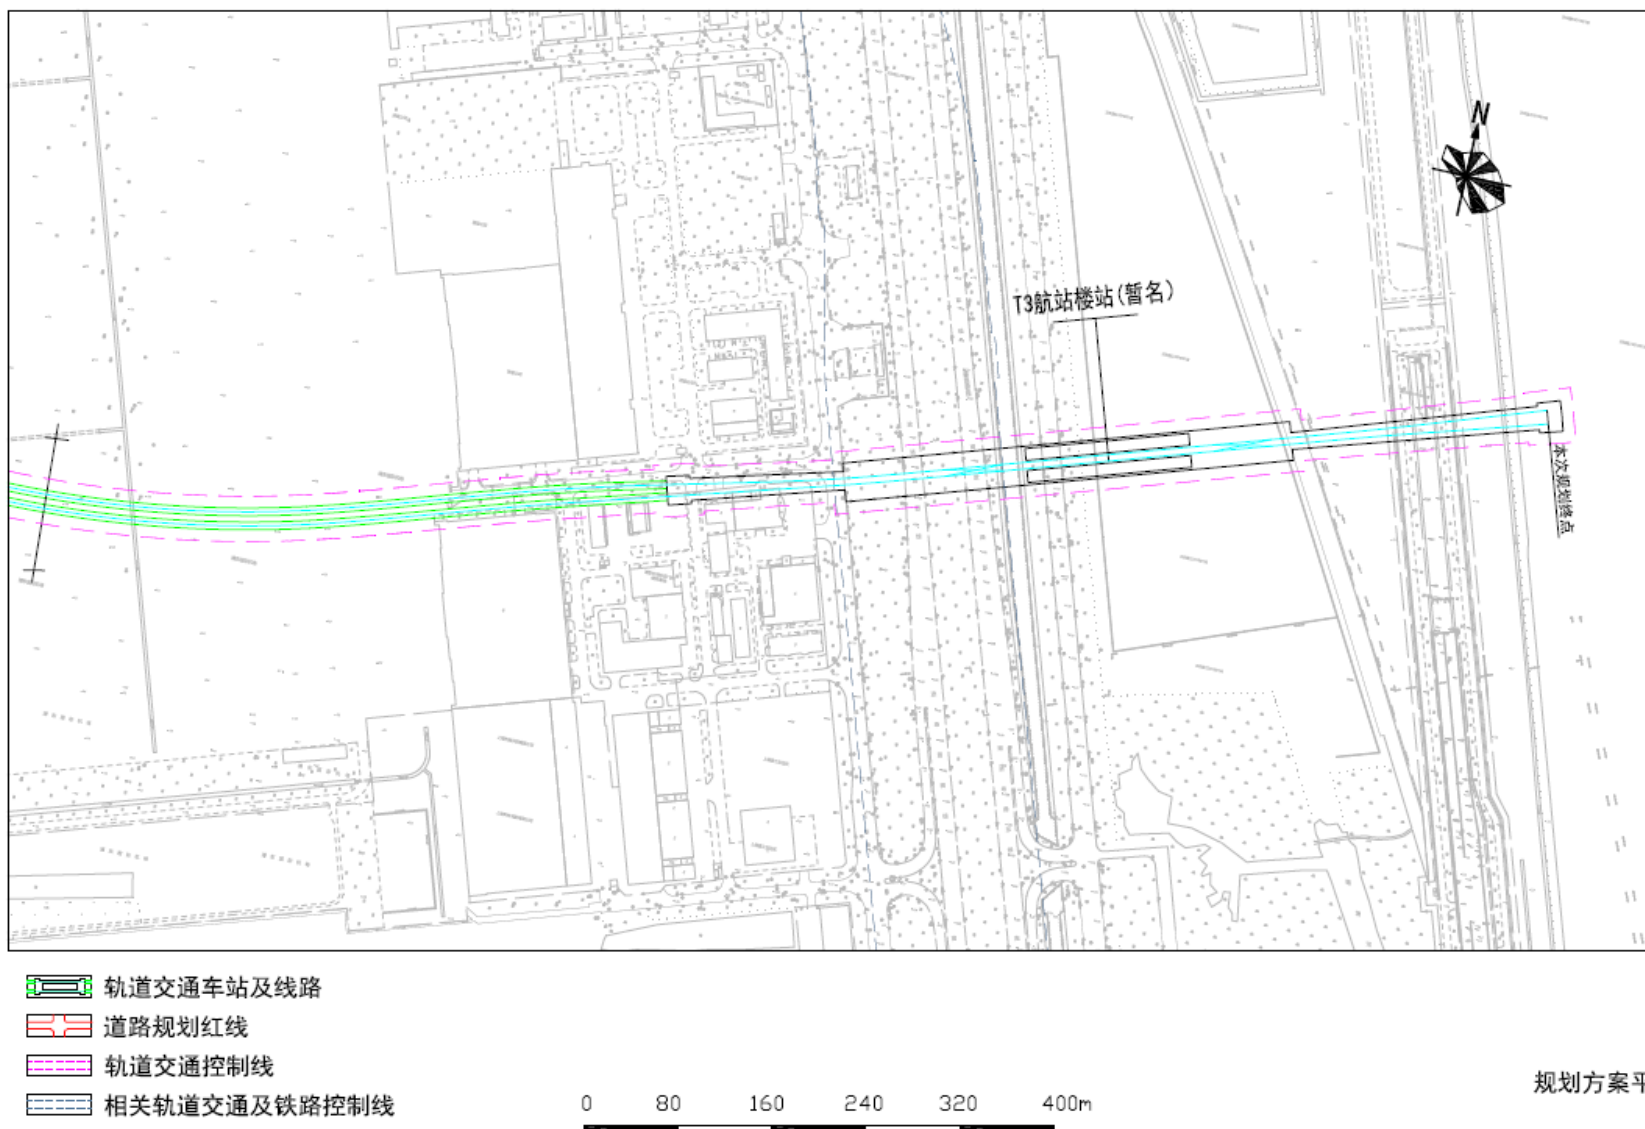 N
T3航站楼站(暂名)
本次规划终点
轨道交通车站及线路
道路规划红线
轨道交通控制线
相关轨道交通及铁路控制线
0 80 160 240 320 400m
规划方案平